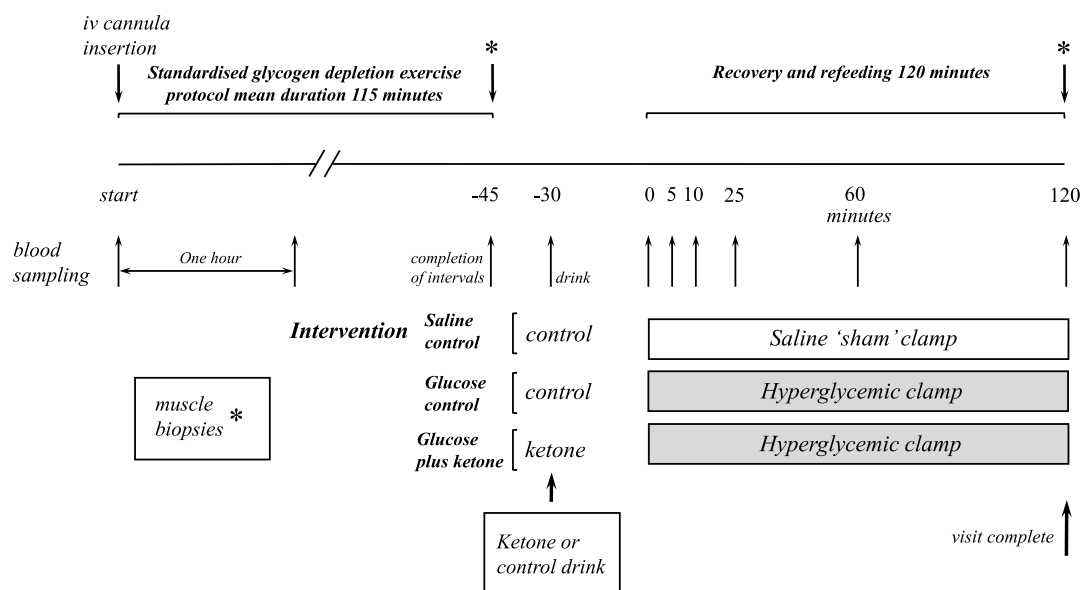 iv cannula
insertion
*
*
Standardised glycogen depletion exercise
protocol mean duration 115 minutes
Recovery and refeeding 120 minutes
start
-45
-30
0
5
10
25
60
120
minutes
blood
sampling
One hour
completion
of intervals
drink
Intervention
Saline
control
control
Saline ‘sham’ clamp
Glucose
control
control
Hyperglycemic clamp
muscle
biopsies *
Glucose
plus ketone
ketone
Hyperglycemic clamp
Ketone or
control drink
visit complete